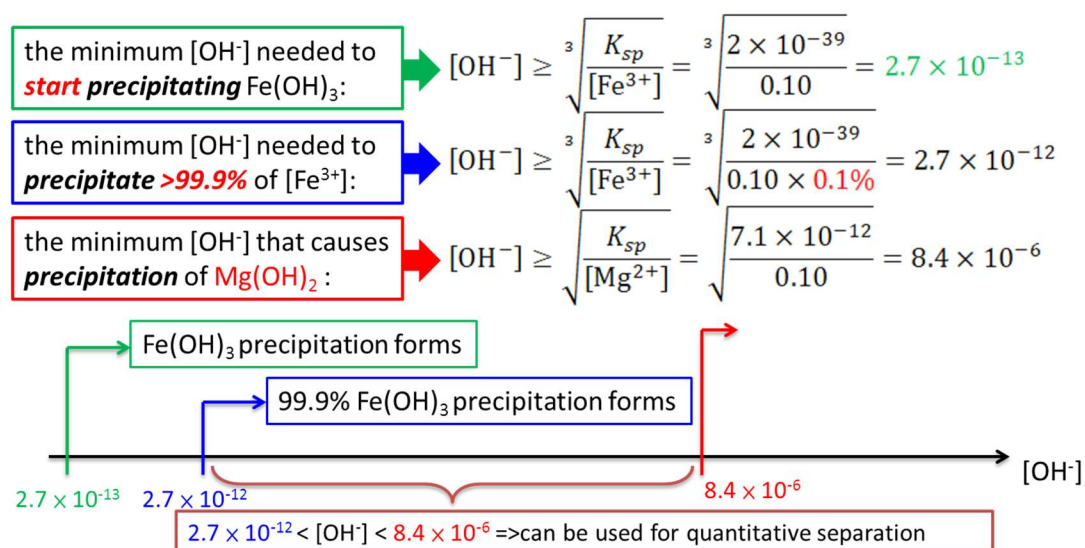 the minimum [OH⁻] needed to
start precipitating Fe(OH)₃:
[OH⁻] ≥ ∛(Kₛₚ/[Fe³⁺]) = ∛(2 × 10⁻³⁹/0.10) = 2.7 × 10⁻¹³
the minimum [OH⁻] needed to
precipitate >99.9% of [Fe³⁺]:
[OH⁻] ≥ ∛(Kₛₚ/[Fe³⁺]) = ∛(2 × 10⁻³⁹/0.10 × 0.1%) = 2.7 × 10⁻¹²
the minimum [OH⁻] that causes
precipitation of Mg(OH)₂ :
[OH⁻] ≥ √(Kₛₚ/[Mg²⁺]) = √(7.1 × 10⁻¹²/0.10) = 8.4 × 10⁻⁶
Fe(OH)₃ precipitation forms
99.9% Fe(OH)₃ precipitation forms
[OH⁻]
2.7 × 10⁻¹³ 2.7 × 10⁻¹² 8.4 × 10⁻⁶
2.7 × 10⁻¹² < [OH⁻] < 8.4 × 10⁻⁶ =>can be used for quantitative separation